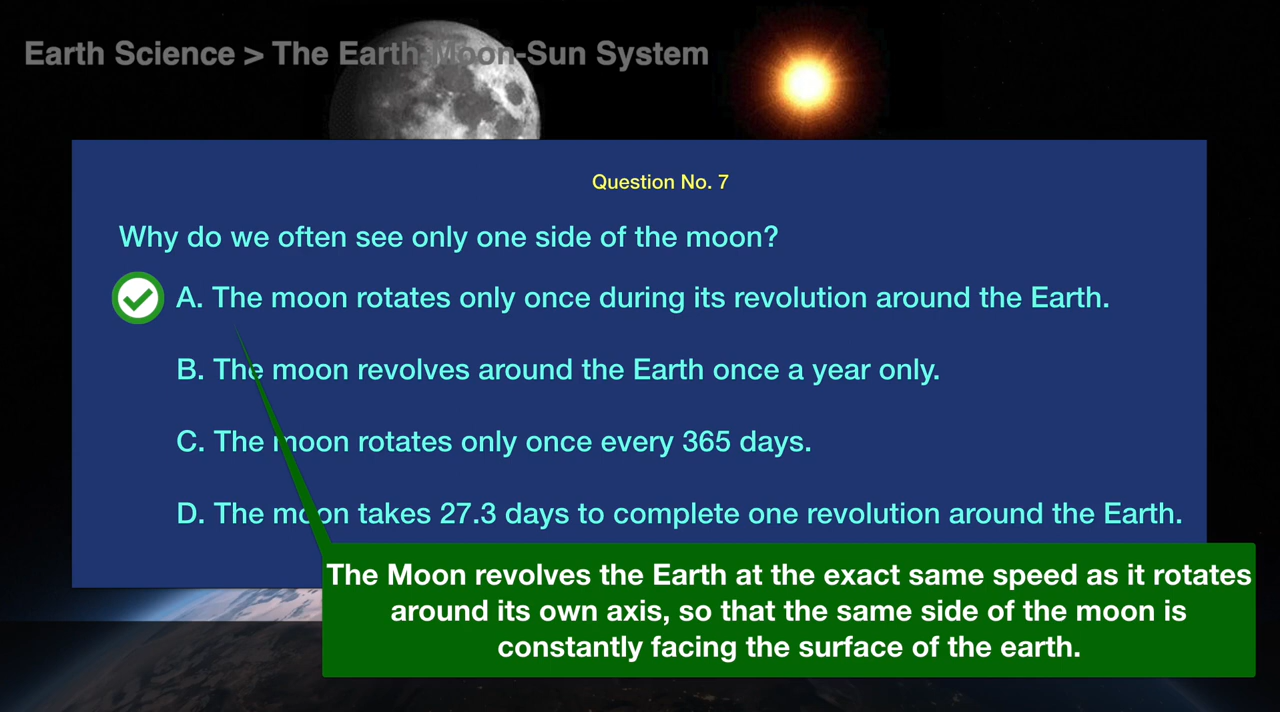 Earth Science > The Earth-Moon-Sun System
Question No. 7
Why do we often see only one side of the moon?
A. The moon rotates only once during its revolution around the Earth.
B. The moon revolves around the Earth once a year only.
C. The moon rotates only once every 365 days.
D. The moon takes 27.3 days to complete one revolution around the Earth.
The Moon revolves the Earth at the exact same speed as it rotates
around its own axis, so that the same side of the moon is
constantly facing the surface of the earth.